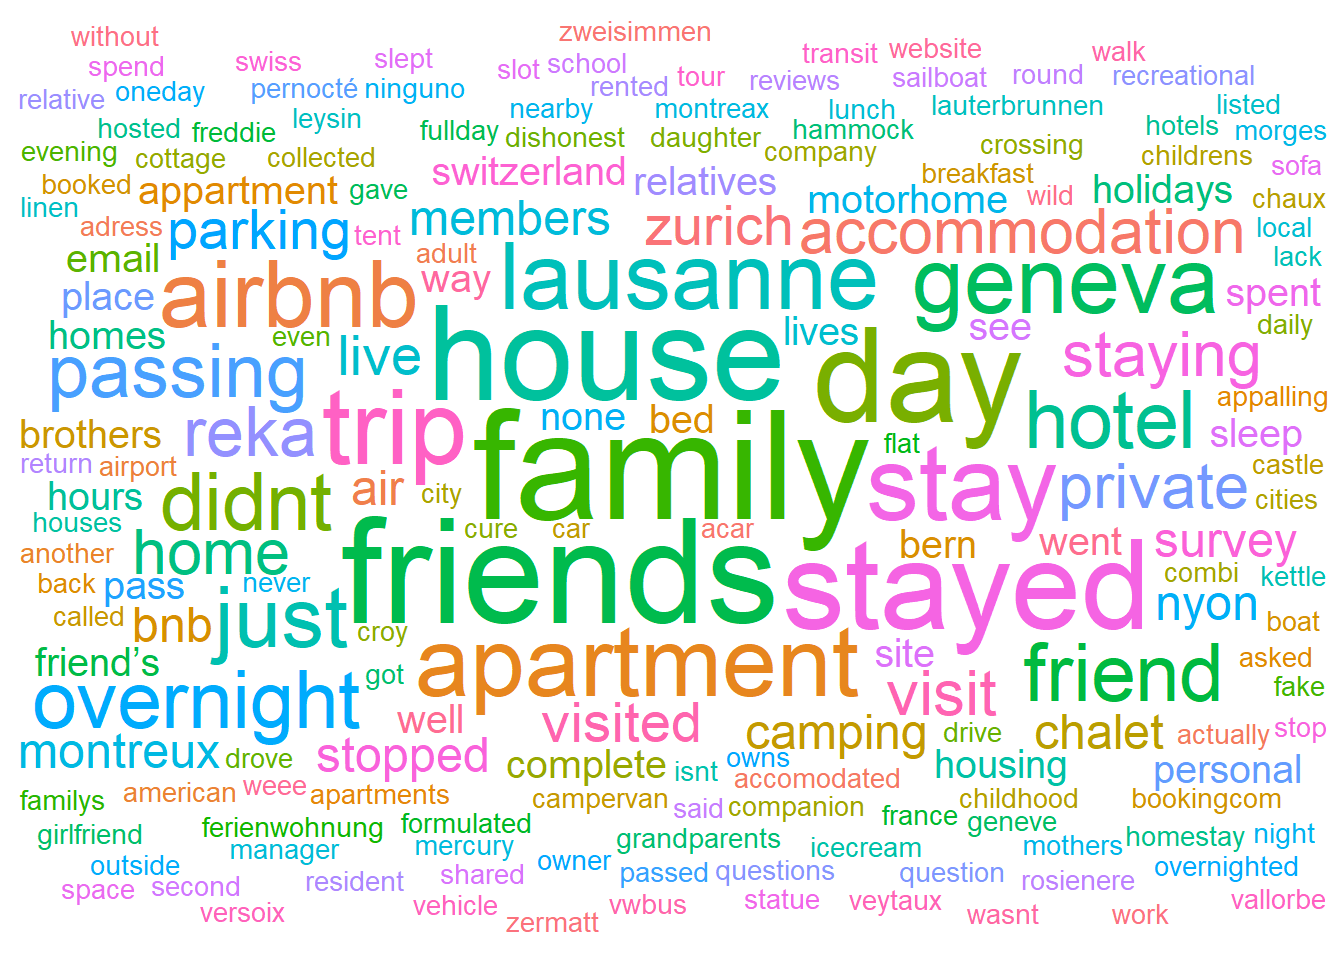 without zweisimmen transit website walk
spend swiss slept slot school rented tour reviews sailboat round recreational
relative oneday pernocté ninguno nearby montreax lunch lauterbrunnen listed
hosted freddie leysin fullday dishonest daughter hammock crossing hotels morges
evening cottage collected company breakfast childrens sofa
booked appartment gave switzerland relatives motorhome wild holidays chaux
linen adress parking tent members zurich accommodation local
email adult lack
place airbnb way lausanne geneva spent
homes even house lives see daily
passing live day staying
reka trip none bed hotel appalling
brothers family flat sleep
return airport stay castle
hours didnt air city private cities
houses cure car acar
another home friends bern went survey
back pass never stayed combi kettle
called bnb just croy nyon boat
friend’s got apartment site friend asked
overnight visit fake
montreux well visited camping chalet actually stop
drove stopped complete isnt owns drive housing personal
familys american weee apartments campervan accomodated childhood bookingcom
girlfriend ferienwohnung formulated said companion france geneve homestay night
outside manager mercury owner grandparents icecream mothers overnighted
space second resident shared passed questions question rosienere vallorbe
versoix vehicle zermatt vwbus statue veytaux wasnt work